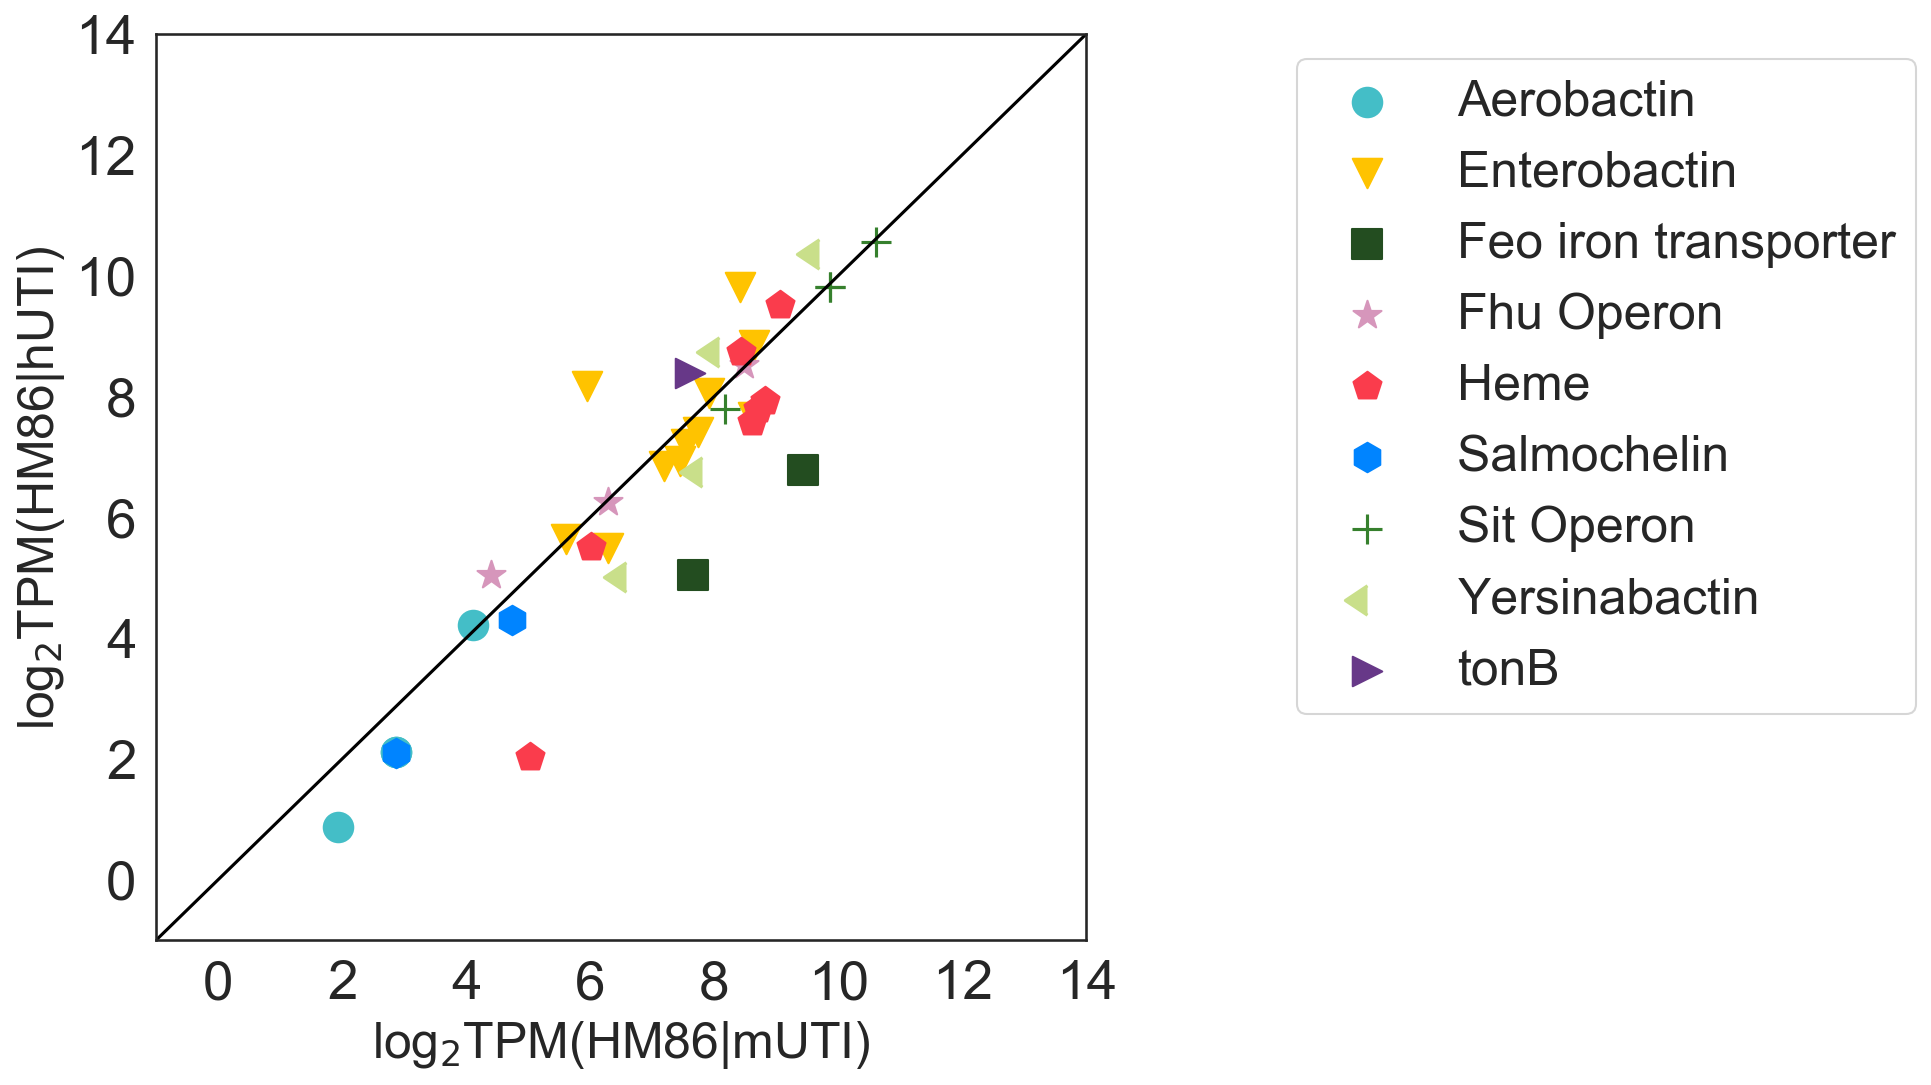 14
12
10
8
6
4
2
0
log₂TPM(HM86|hUTI)
0 2 4 6 8 10 12 14
log₂TPM(HM86|mUTI)
Aerobactin
Enterobactin
Feo iron transporter
Fhu Operon
Heme
Salmochelin
Sit Operon
Yersinabactin
tonB